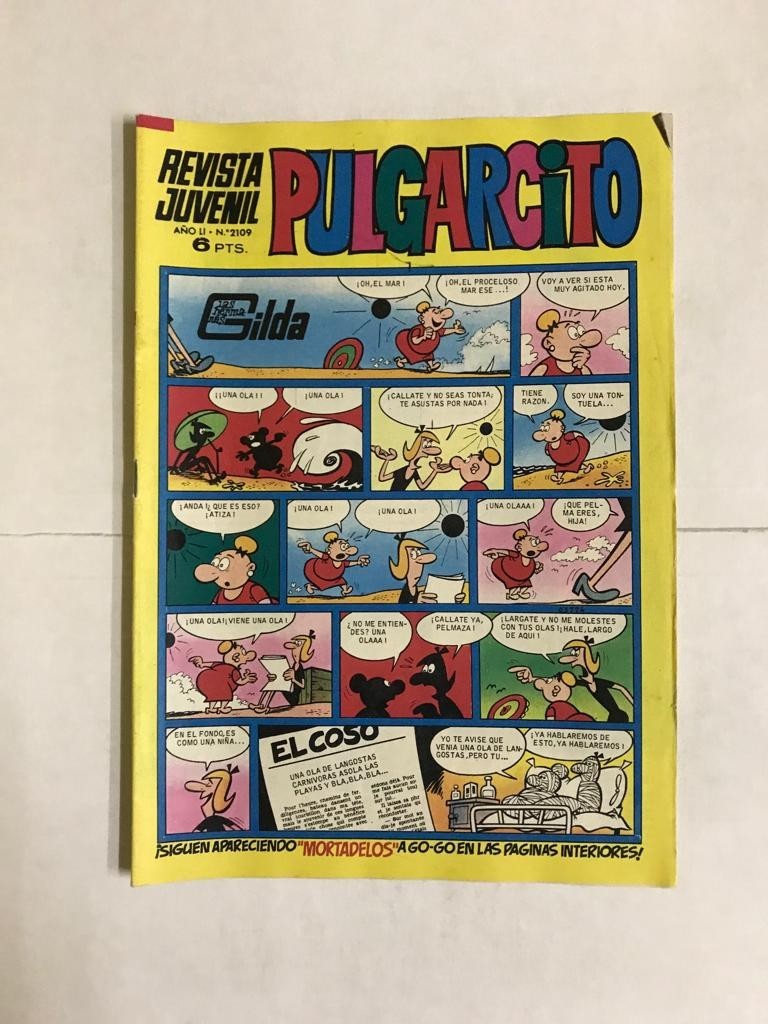 REVISTA
JUVENIL
PULGARCITO
AÑO LI - N.º 2109
6 PTS.
Las
herma
nas
Gilda
¡OH, EL MAR!
¡OH, EL PROCELOSO
MAR ESE...!
VOY A VER SI ESTA
MUY AGITADO HOY.
¡¡UNA OLA!!
¡UNA OLA!
¡CALLATE Y NO SEAS TONTA;
TE ASUSTAS POR NADA!
TIENE
RAZON.
SOY UNA TON-
TUELA...
¡ANDA!¿ QUE ES ESO?
¡ATIZA!
¡UNA OLA!
¡UNA OLA!
¡UNA OLAAA!
¡QUE PEL-
MA ERES,
HIJA!
03774
¡UNA OLA!¡VIENE UNA OLA!
¿ NO ME ENTIEN-
DES? UNA
OLAAA!
¡CALLATE YA,
PELMAZA!
¡LARGATE Y NO ME MOLESTES
CON TUS OLAS!¡HALE, LARGO
DE AQUI!
EN EL FONDO, ES
COMO UNA NIÑA...
EL COSO
UNA OLA DE LANGOSTAS
CARNIVORAS ASOLA LAS
PLAYAS Y BLA, BLA, BLA...
YO TE AVISE QUE
VENIA UNA OLA DE LAN-
GOSTAS, PERO TU...
¡YA HABLAREMOS DE
ESTO, YA HABLAREMOS!
¡SIGUEN APARECIENDO "MORTADELOS" A GO-GO EN LAS PAGINAS INTERIORES!